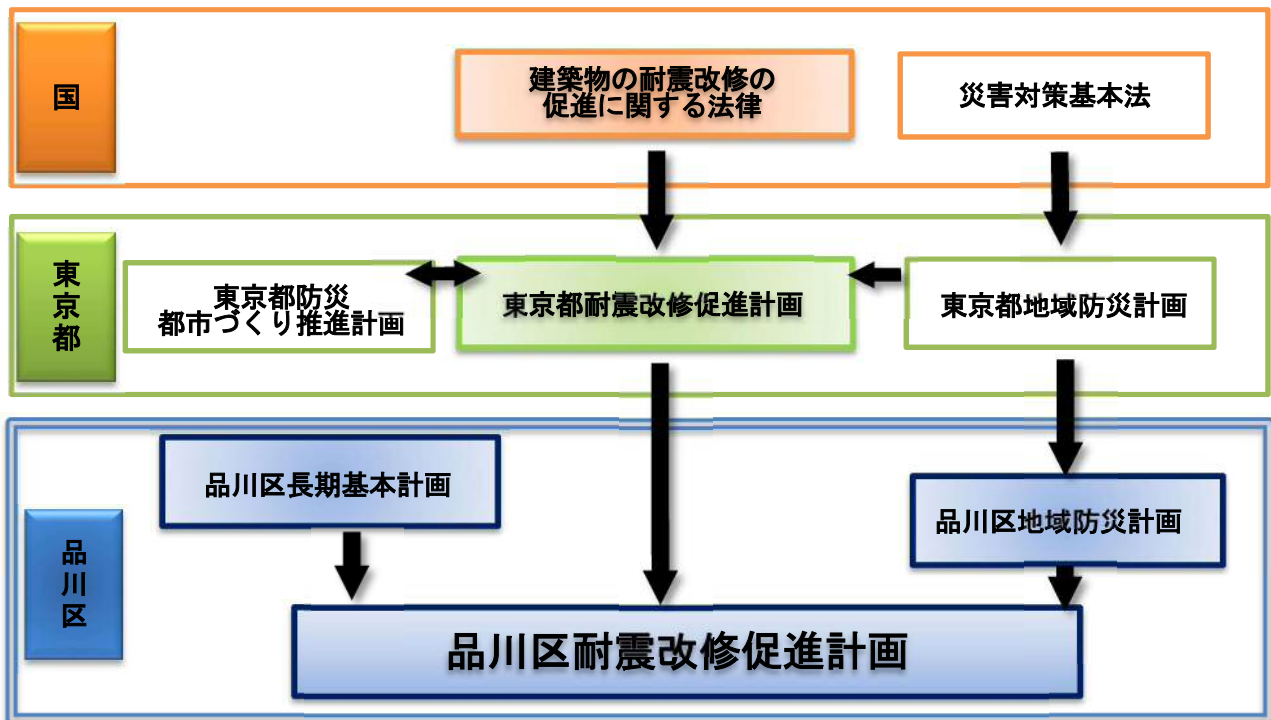 国
建築物の耐震改修の
促進に関する法律
災害対策基本法
東京都
東京都防災
都市づくり推進計画
東京都耐震改修促進計画
東京都地域防災計画
品川区
品川区長期基本計画
品川区地域防災計画
品川区耐震改修促進計画